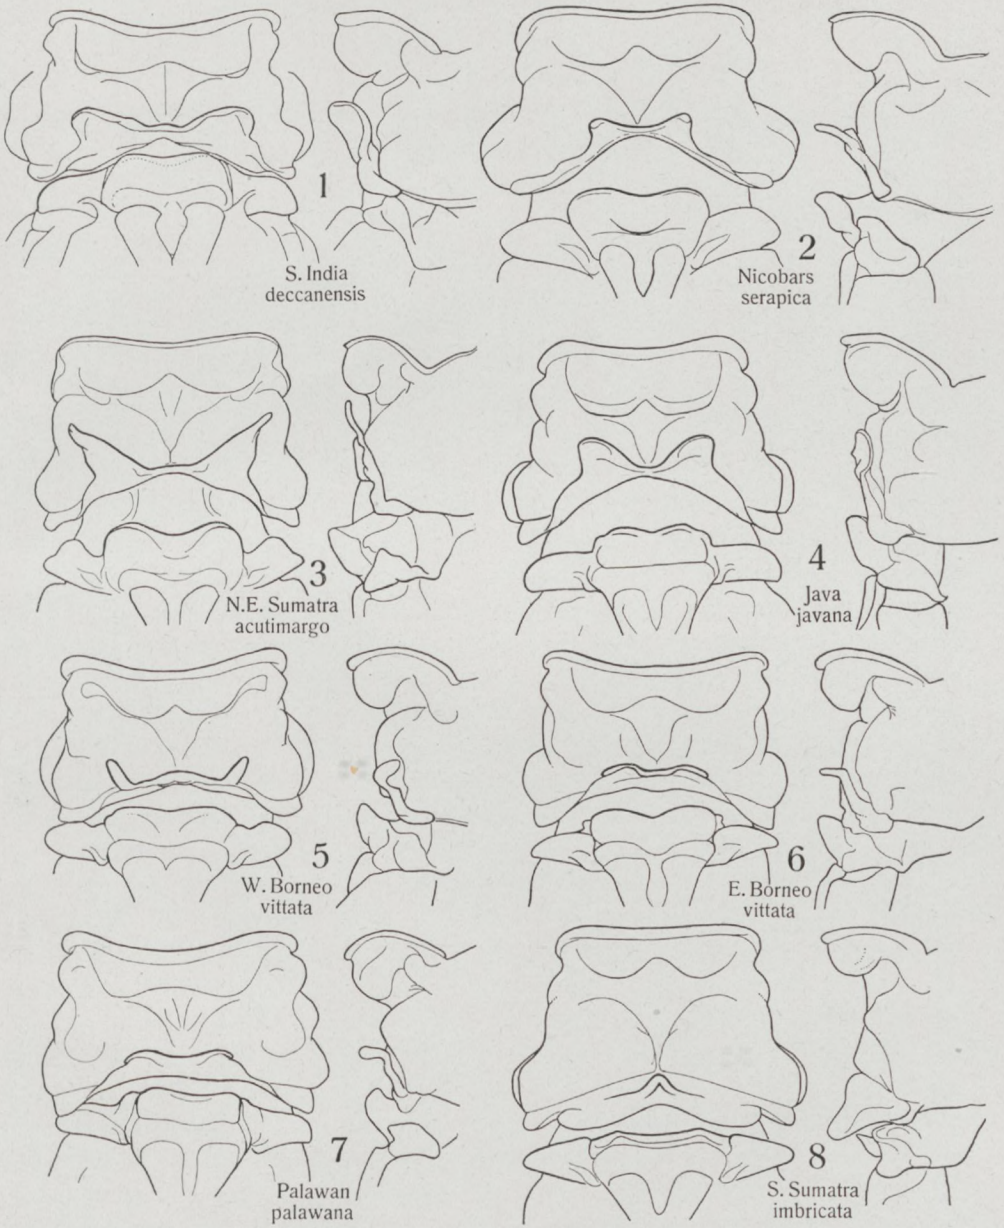 1
S. India
deccanensis
2
Nicobars
serapica
3
N.E. Sumatra
acutimargo
4
Java
javana
5
W. Borneo
vittata
6
E. Borneo
vittata
7
Palawan
palawana
8
S. Sumatra
imbricata